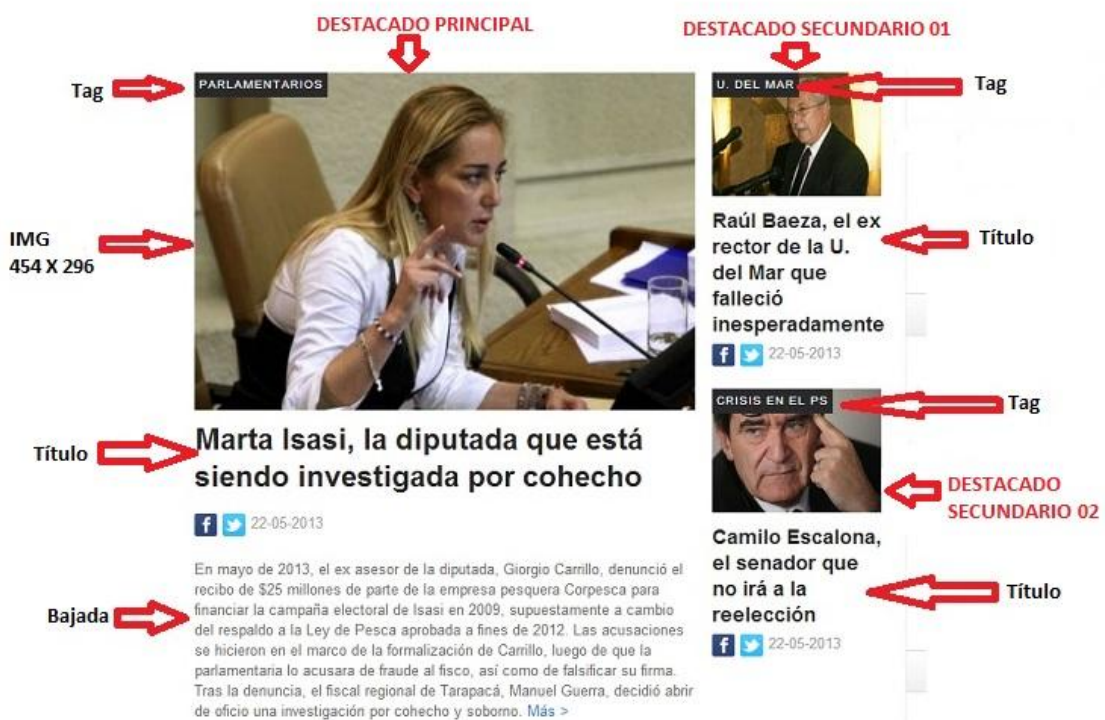 DESTACADO PRINCIPAL
DESTACADO SECUNDARIO 01
Tag
PARLAMENTARIOS
U. DEL MAR
Tag
IMG
454 X 296
Raúl Baeza, el ex
rector de la U.
del Mar que
falleció
inesperadamente
Título
f 22-05-2013
CRISIS EN EL PS
Tag
Título
Marta Isasi, la diputada que está
siendo investigada por cohecho
DESTACADO
SECUNDARIO 02
f 22-05-2013
Camilo Escalona,
el senador que
no irá a la
reelección
Título
f 22-05-2013
Bajada
En mayo de 2013, el ex asesor de la diputada, Giorgio Carrillo, denunció el
recibo de $25 millones de parte de la empresa pesquera Corpesca para
financiar la campaña electoral de Isasi en 2009, supuestamente a cambio
del respaldo a la Ley de Pesca aprobada a fines de 2012. Las acusaciones
se hicieron en el marco de la formalización de Carrillo, luego de que la
parlamentaria lo acusara de fraude al fisco, así como de falsificar su firma.
Tras la denuncia, el fiscal regional de Tarapacá, Manuel Guerra, decidió abrir
de oficio una investigación por cohecho y soborno. Más >